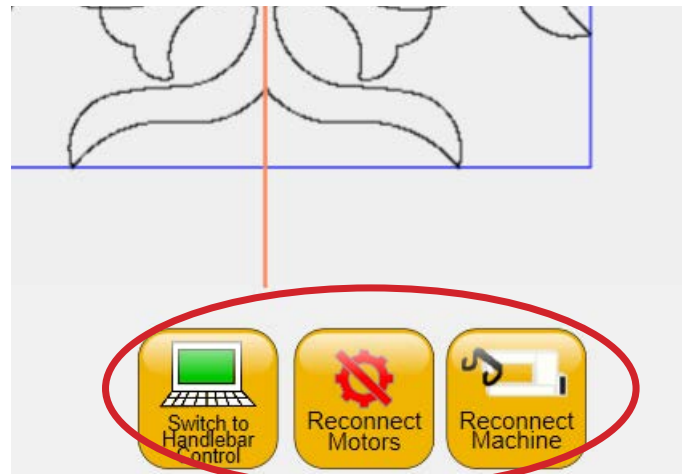 Switch to
Handlebar
Control
Reconnect
Motors
Reconnect
Machine